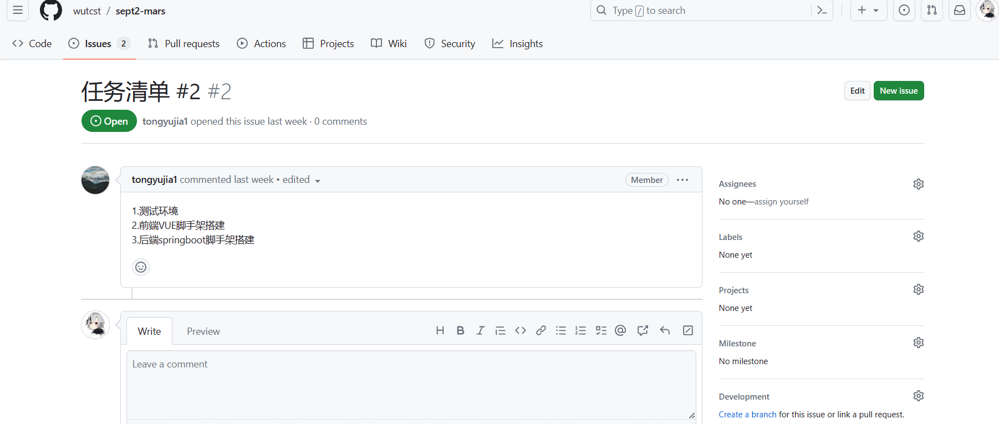 wutcst / sept2-mars
Type / to search
Code
Issues 2
Pull requests
Actions
Projects
Wiki
Security
Insights
任务清单 #2 #2
Edit
New issue
Open
tongyujia1 opened this issue last week · 0 comments
tongyujia1 commented last week • edited
Member
1.测试环境
2.前端VUE脚手架搭建
3.后端springboot脚手架搭建
Write
Preview
Leave a comment
Assignees
No one—assign yourself
Labels
None yet
Projects
None yet
Milestone
No milestone
Development
Create a branch for this issue or link a pull request.